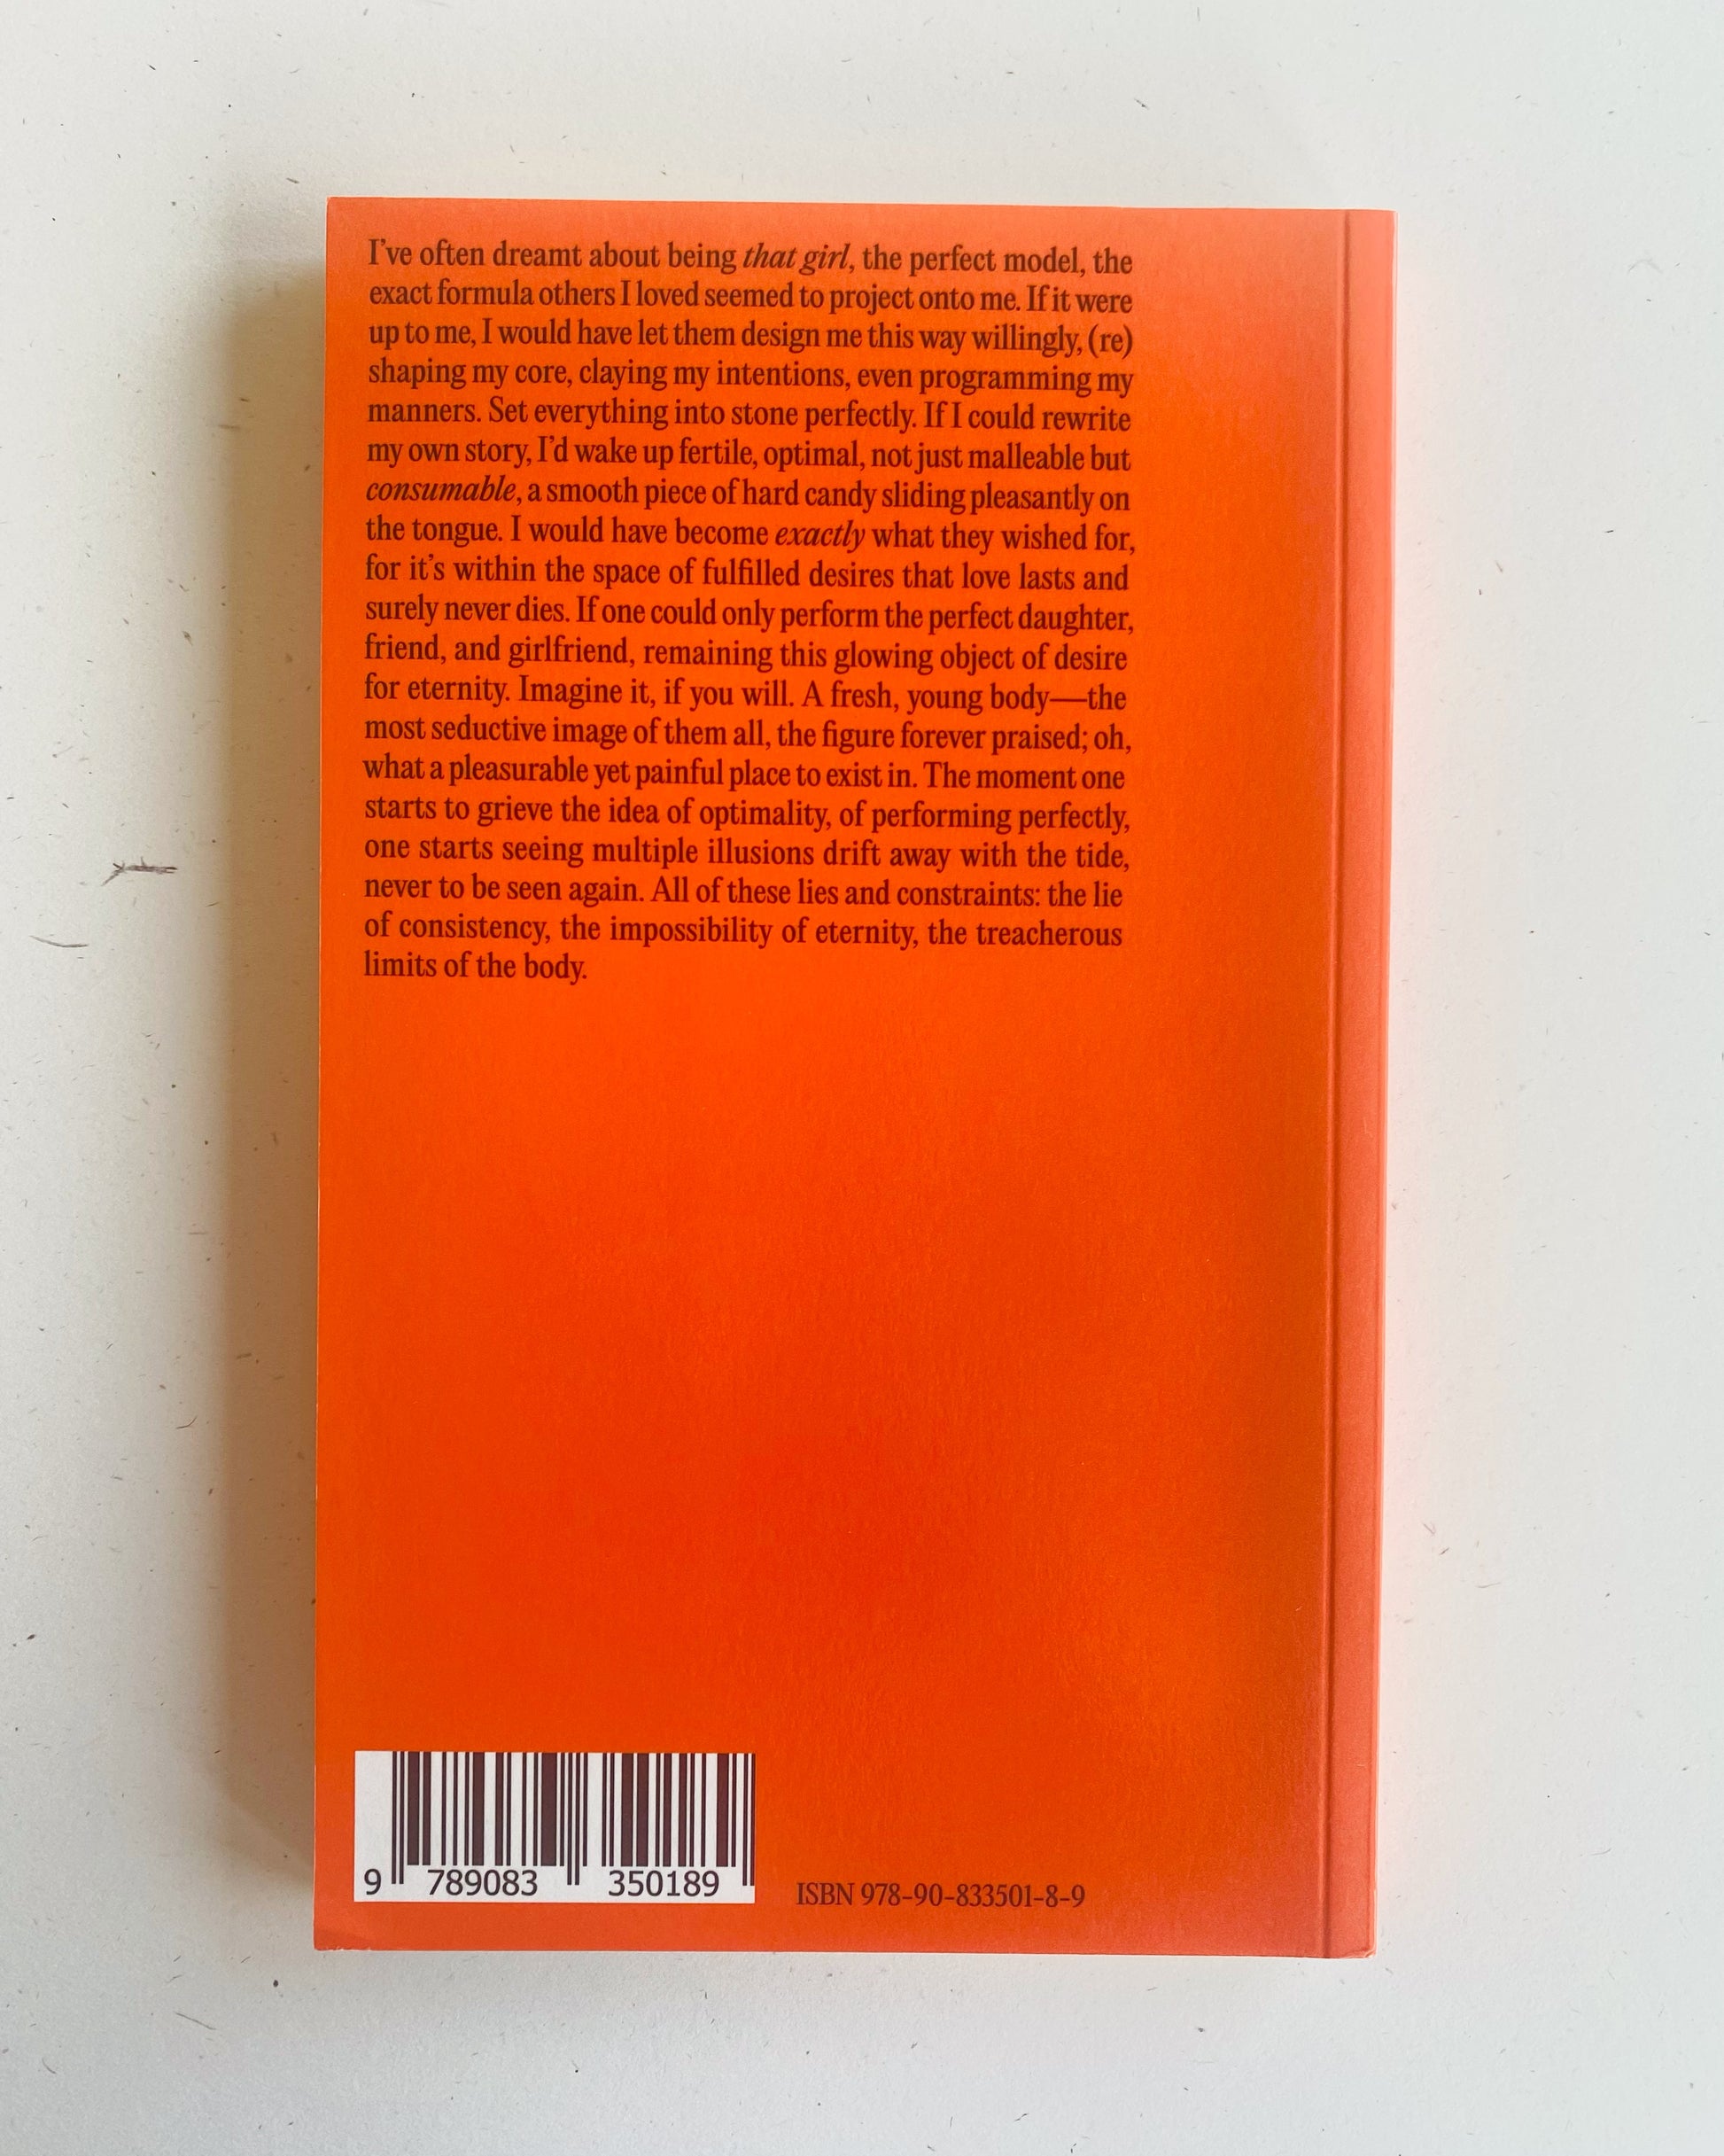 I've often dreamt about being that girl, the perfect model, the
exact formula others I loved seemed to project onto me. If it were
up to me, I would have let them design me this way willingly, (re)
shaping my core, claying my intentions, even programming my
manners. Set everything into stone perfectly. If I could rewrite
my own story, I'd wake up fertile, optimal, not just malleable but
consumable, a smooth piece of hard candy sliding pleasantly on
the tongue. I would have become exactly what they wished for,
for it's within the space of fulfilled desires that love lasts and
surely never dies. If one could only perform the perfect daughter,
friend, and girlfriend, remaining this glowing object of desire
for eternity. Imagine it, if you will. A fresh, young body—the
most seductive image of them all, the figure forever praised; oh,
what a pleasurable yet painful place to exist in. The moment one
starts to grieve the idea of optimality, of performing perfectly,
one starts seeing multiple illusions drift away with the tide,
never to be seen again. All of these lies and constraints: the lie
of consistency, the impossibility of eternity, the treacherous
limits of the body.
9 789083 350189
ISBN 978-90-833501-8-9